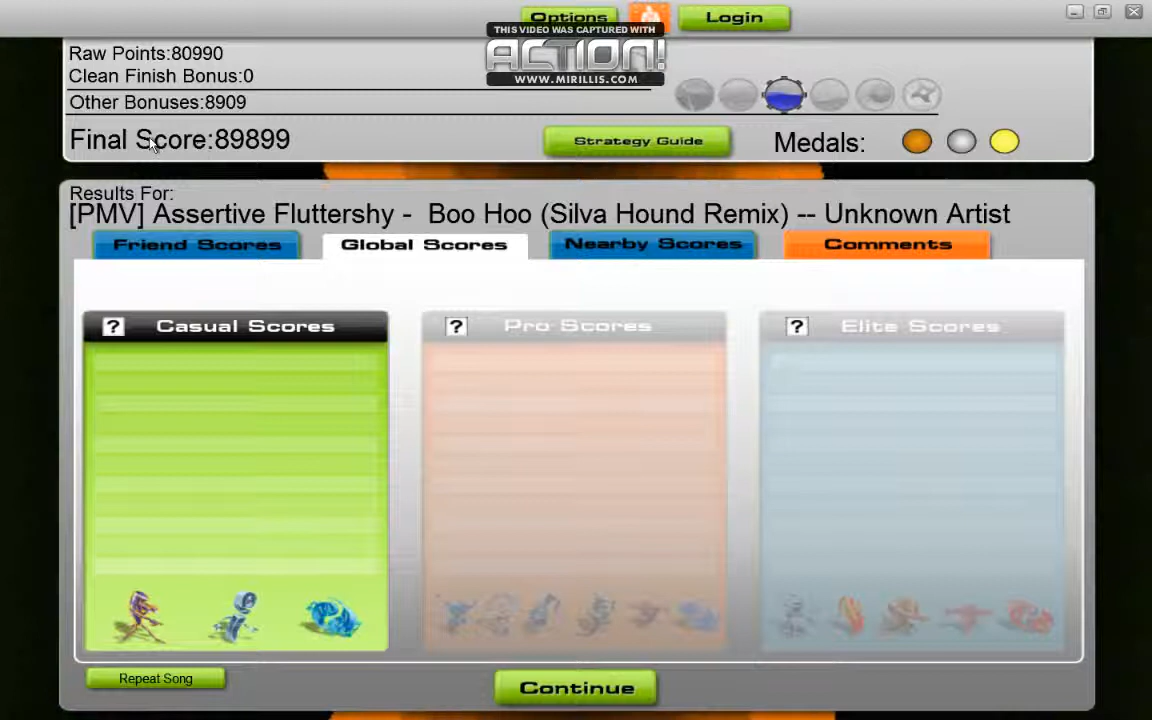 Options
Login
THIS VIDEO WAS CAPTURED WITH
ACTION!
WWW.MIRILLIS.COM
Raw Points:80990
Clean Finish Bonus:0
Other Bonuses:8909
Final Score:89899
Strategy Guide
Medals:
Results For:
[PMV] Assertive Fluttershy - Boo Hoo (Silva Hound Remix) -- Unknown Artist
Friend Scores
Global Scores
Nearby Scores
Comments
? Casual Scores
? Pro Scores
? Elite Scores
Repeat Song
Continue